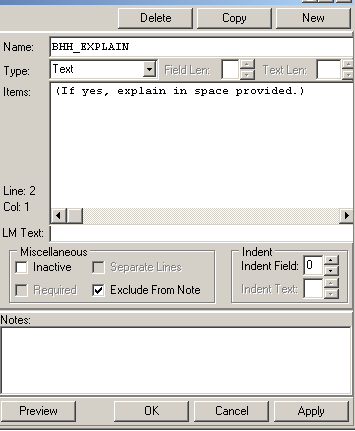 Delete Copy New
Name: BHH_EXPLAIN
Type: Text Field Len: Text Len:
Items: (If yes, explain in space provided.)
Line: 2
Col: 1
LM Text:
Miscellaneous Indent
Inactive Separate Lines Indent Field: 0
Required Exclude From Note Indent Text:
Notes:
Preview OK Cancel Apply